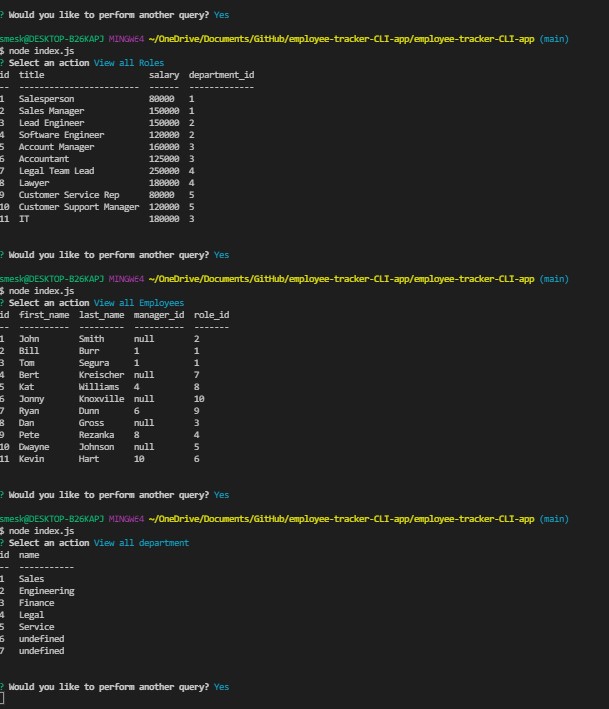 ? Would you like to perform another query? Yes
smesk@DESKTOP-B26KAPJ MINGW64 ~/OneDrive/Documents/GitHub/employee-tracker-CLI-app/employee-tracker-CLI-app (main)
$ node index.js
? Select an action View all Roles
id title salary department_id
-- ------------------------ ------ -------------
1 Salesperson 80000 1
2 Sales Manager 150000 1
3 Lead Engineer 150000 2
4 Software Engineer 120000 2
5 Account Manager 160000 3
6 Accountant 125000 3
7 Legal Team Lead 250000 4
8 Lawyer 180000 4
9 Customer Service Rep 80000 5
10 Customer Support Manager 120000 5
11 IT 180000 3
? Would you like to perform another query? Yes
smesk@DESKTOP-B26KAPJ MINGW64 ~/OneDrive/Documents/GitHub/employee-tracker-CLI-app/employee-tracker-CLI-app (main)
$ node index.js
? Select an action View all Employees
id first_name last_name manager_id role_id
-- ---------- --------- ---------- -------
1 John Smith null 2
2 Bill Burr 1 1
3 Tom Segura 1 1
4 Bert Kreischer null 7
5 Kat Williams 4 8
6 Jonny Knoxville null 10
7 Ryan Dunn 6 9
8 Dan Gross null 3
9 Pete Rezanka 8 4
10 Dwayne Johnson null 5
11 Kevin Hart 10 6
? Would you like to perform another query? Yes
smesk@DESKTOP-B26KAPJ MINGW64 ~/OneDrive/Documents/GitHub/employee-tracker-CLI-app/employee-tracker-CLI-app (main)
$ node index.js
? Select an action View all department
id name
-- -----------
1 Sales
2 Engineering
3 Finance
4 Legal
5 Service
6 undefined
7 undefined
? Would you like to perform another query? Yes